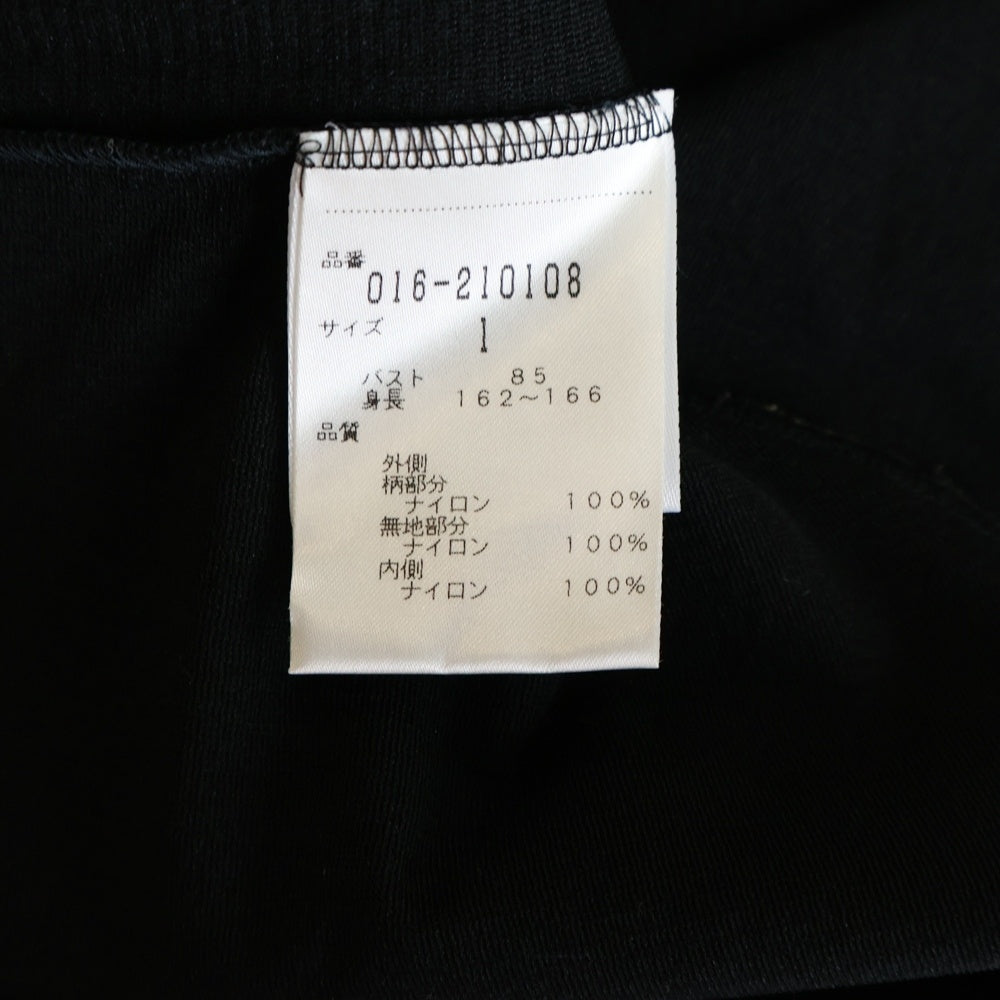 品番
016-210108
サイズ 1
バスト 85
身長 162～166
品質
外側
柄部分
ナイロン 100%
無地部分
ナイロン 100%
内側
ナイロン 100%